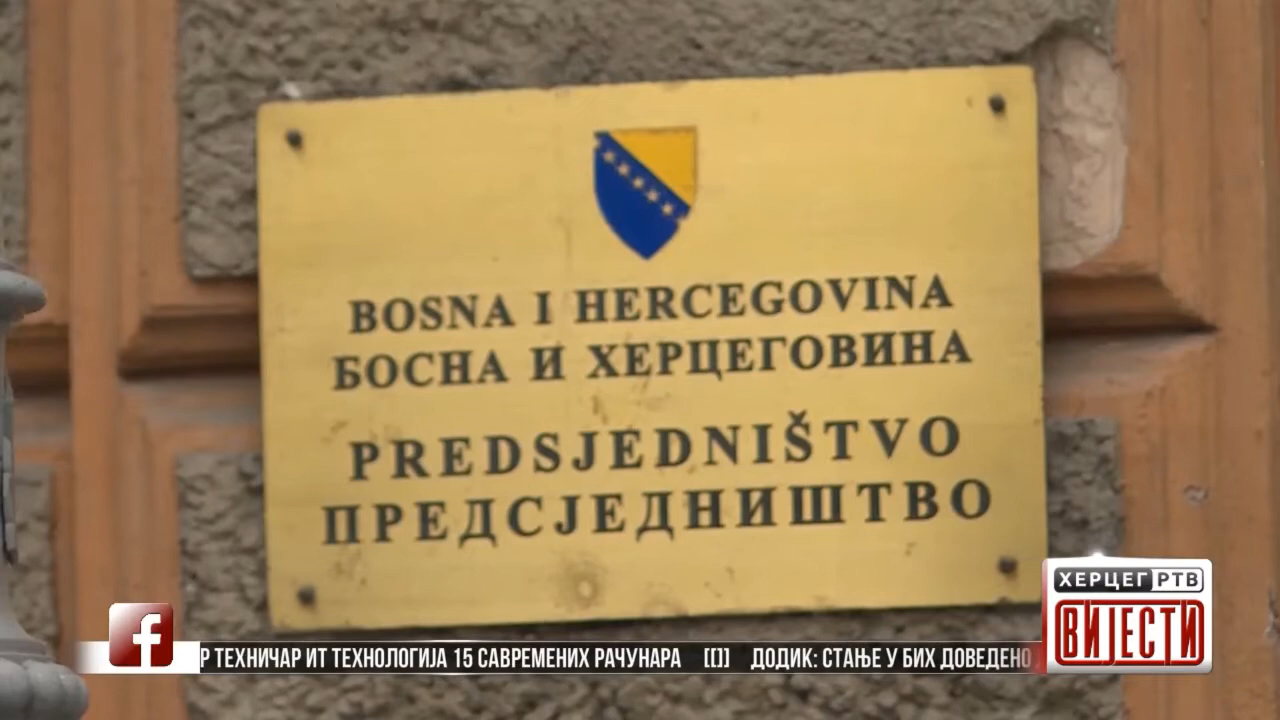 BOSNA I HERCEGOVINA
БОСНА И ХЕРЦЕГОВИНА
PREDSJEDNIŠTVO
ПРЕДСЈЕДНИШТВО
ХЕРЦЕГ РТВ
ВИЈЕСТИ
Р ТЕХНИЧАР ИТ ТЕХНОЛОГИЈА 15 САВРЕМЕНИХ РАЧУНАРА [[]] ДОДИК: СТАЊЕ У БИХ ДОВЕДЕНО